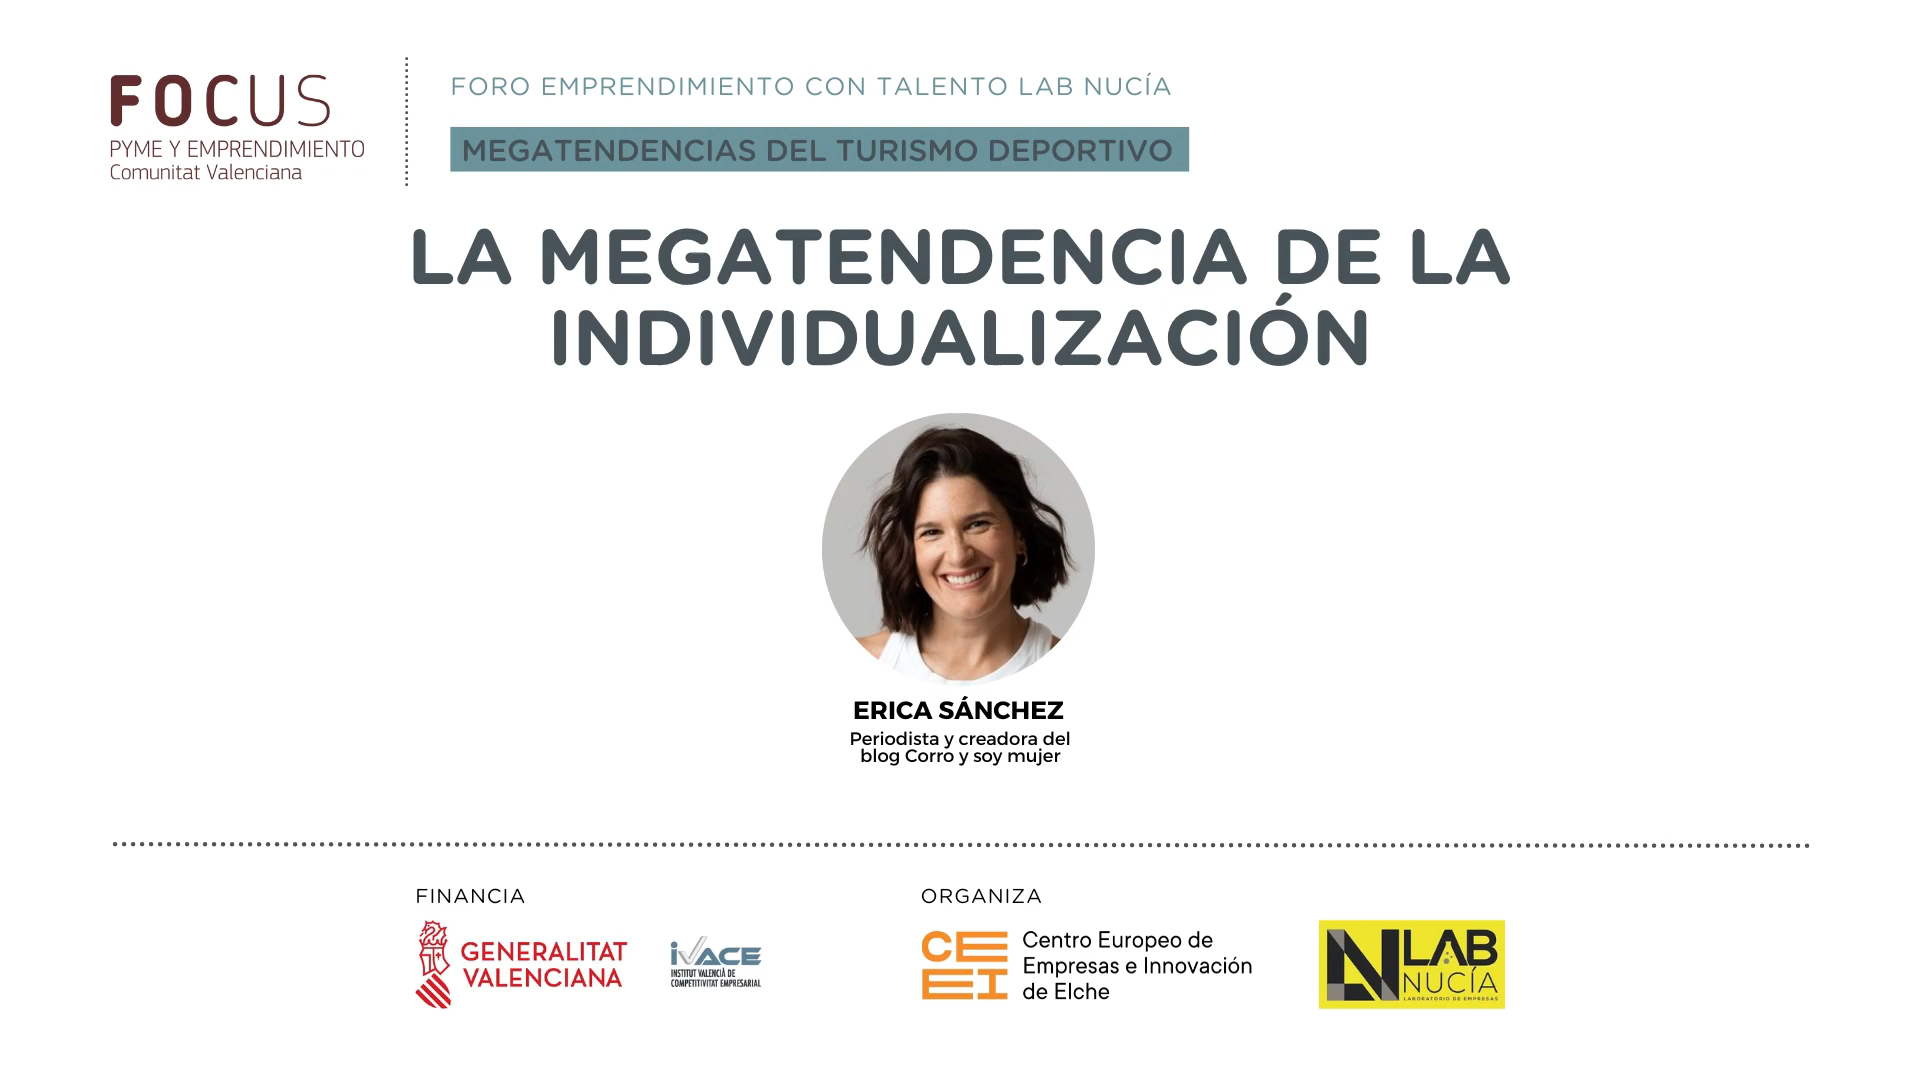 FOCUS
PYME Y EMPRENDIMIENTO
Comunitat Valenciana
FORO EMPRENDIMIENTO CON TALENTO LAB NUCÍA
MEGATENDENCIAS DEL TURISMO DEPORTIVO
LA MEGATENDENCIA DE LA
INDIVIDUALIZACIÓN
ERICA SÁNCHEZ
Periodista y creadora del
blog Corro y soy mujer
FINANCIA
GENERALITAT
VALENCIANA
iVACE
INSTITUT VALENCIÀ DE
COMPETITIVITAT EMPRESARIAL
ORGANIZA
CEEI
Centro Europeo de
Empresas e Innovación
de Elche
LAB
NUCÍA
LABORATORIO DE EMPRESAS